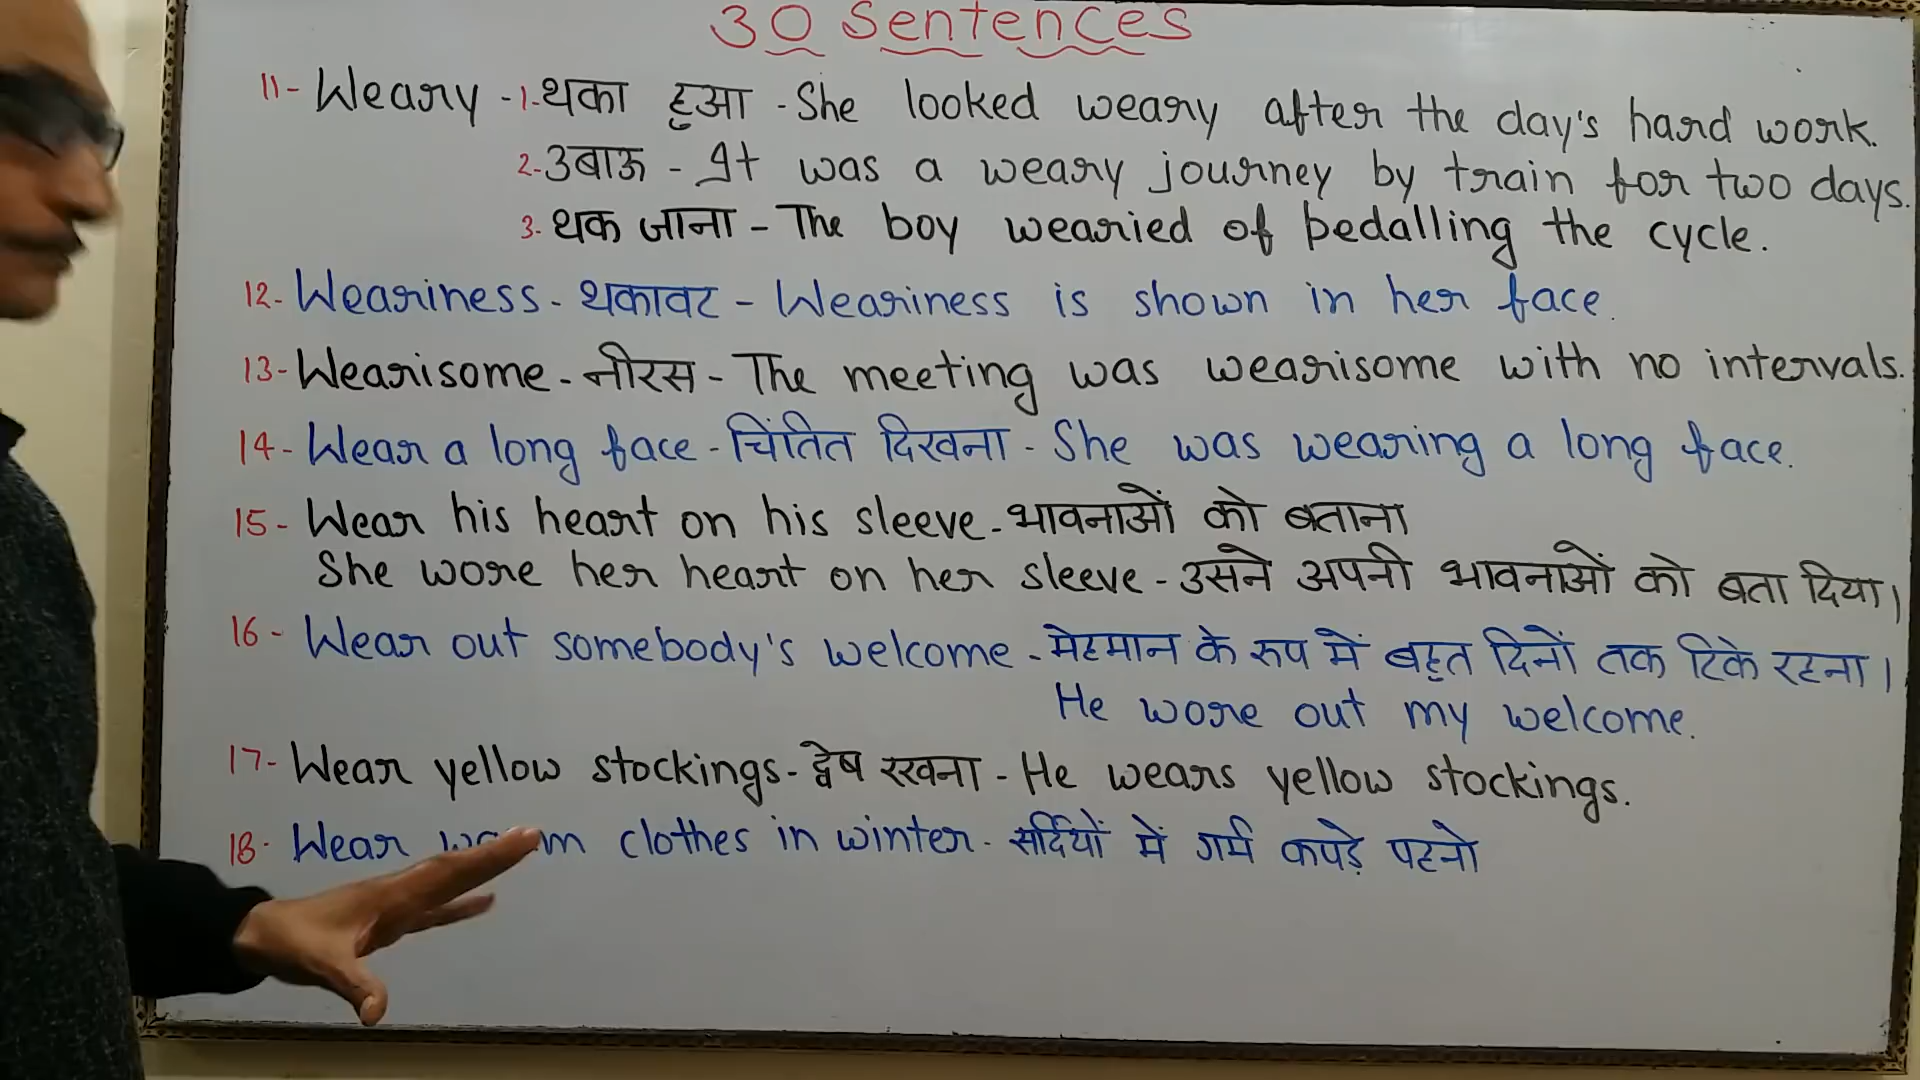 30 Sentences
11- Weary - 1. थका हुआ - She looked weary after the day's hard work.
2. उबाऊ - It was a weary journey by train for two days.
3. थक जाना - The boy wearied of pedalling the cycle.
12- Weariness - थकावट - Weariness is shown in her face.
13- Wearisome - नीरस - The meeting was wearisome with no intervals.
14- Wear a long face - चिंतित दिखना - She was wearing a long face.
15- Wear his heart on his sleeve - भावनाओं को बताना
She wore her heart on her sleeve - उसने अपनी भावनाओं को बता दिया।
16- Wear out somebody's welcome - मेहमान के रूप में बहुत दिनों तक टिके रहना।
He wore out my welcome.
17- Wear yellow stockings - द्वेष रखना - He wears yellow stockings.
18- Wear warm clothes in winter - सर्दियों में गर्म कपड़े पहनो